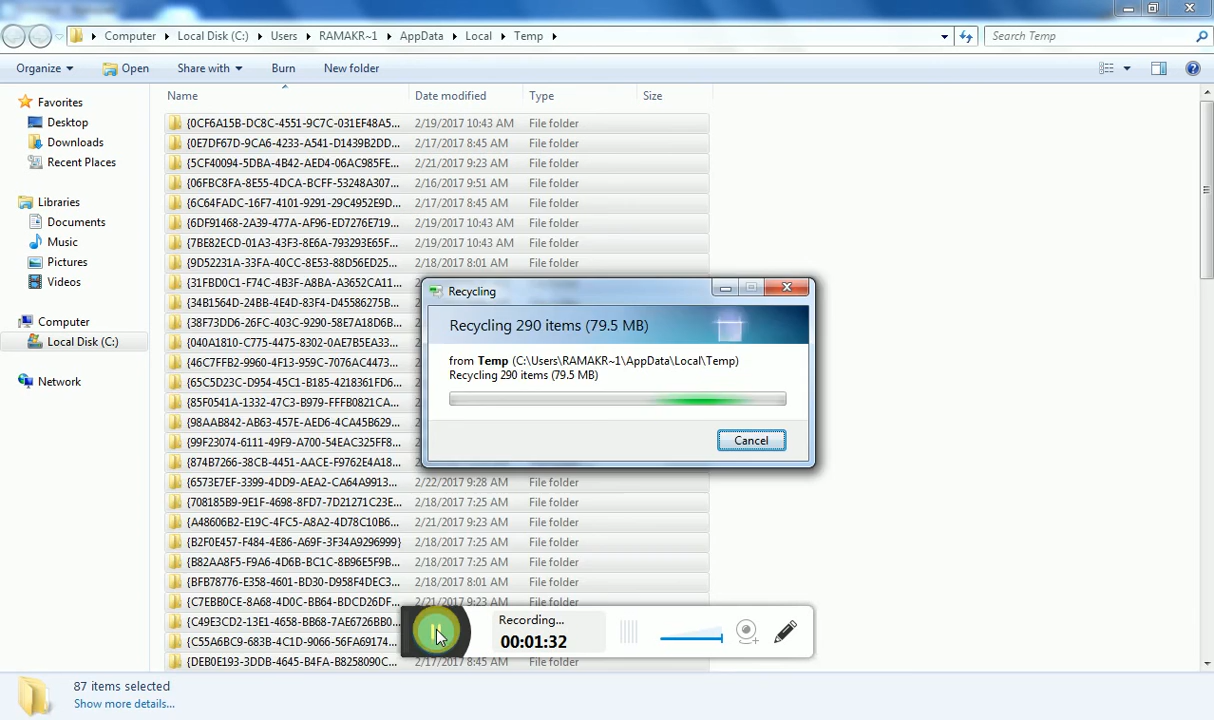 Computer Local Disk (C:) Users RAMAKR~1 AppData Local Temp
Search Temp
Organize Open Share with Burn New folder
Name Date modified Type Size
Favorites
Desktop
Downloads
Recent Places
Libraries
Documents
Music
Pictures
Videos
Computer
Local Disk (C:)
Network
{0CF6A15B-DC8C-4551-9C7C-031EF48A5... 2/19/2017 10:43 AM File folder
{0E7DF67D-9CA6-4233-A541-D1439B2DD... 2/17/2017 8:45 AM File folder
{5CF40094-5DBA-4B42-AED4-06AC985FE... 2/21/2017 9:23 AM File folder
{06FBC8FA-8E55-4DCA-BCFF-53248A307... 2/16/2017 9:51 AM File folder
{6C64FADC-16F7-4101-9291-29C4952E9... 2/17/2017 8:45 AM File folder
{6DF91468-2A39-477A-AF96-ED7276E719... 2/19/2017 10:43 AM File folder
{7BE82ECD-01A3-43F3-8E6A-793293E65F... 2/19/2017 10:43 AM File folder
{9D52231A-33FA-40CC-8E53-88D56ED25... 2/18/2017 8:01 AM File folder
{31FBD0C1-F74C-4B3F-A8BA-A3652CA11...
{34B1564D-24BB-4E4D-83F4-D45586275B...
{38F73DD6-26FC-403C-9290-58E7A18D6B...
{040A1810-C775-4475-8302-0AE7B5EA33...
{46C7FFB2-9960-4F13-959C-7076AC4473...
{65C5D23C-D954-45C1-B185-4218361FD6...
{85F0541A-1332-47C3-B979-FFFB0821CA...
{98AAB842-AB63-457E-AED6-4CA45B629...
{99F23074-6111-49F9-A700-54EAC325FF...
{874B7266-38CB-4451-AACE-F9762E4A18...
{6573E7EF-3399-4DD9-AEA2-CA64A9913... 2/22/2017 9:28 AM File folder
{708185B9-9E1F-4698-8FD7-7D21271C23E... 2/18/2017 7:25 AM File folder
{A48606B2-E19C-4FC5-A8A2-4D78C10B6... 2/21/2017 9:23 AM File folder
{B2F0E457-F484-4E86-A69F-3F34A9296999} 2/18/2017 7:25 AM File folder
{B82AA8F5-F9A6-4D6B-BC1C-8B96E5F9B... 2/18/2017 7:25 AM File folder
{BFB78776-E358-4601-BD30-D958F4DEC3... 2/18/2017 8:01 AM File folder
{C7EBB0CE-8A68-4D0C-BB64-BDCD26DF... 2/21/2017 9:23 AM File folder
{C49E3CD2-13E1-4658-BB68-7AE6726BB0...
{C55A6BC9-683B-4C1D-9066-56FA69174...
{DEB0E193-3DDB-4645-B4FA-B8258090C... 2/17/2017 8:45 AM File folder
Recycling
Recycling 290 items (79.5 MB)
from Temp (C:\Users\RAMAKR~1\AppData\Local\Temp)
Recycling 290 items (79.5 MB)
Cancel
Recording...
00:01:32
87 items selected
Show more details...